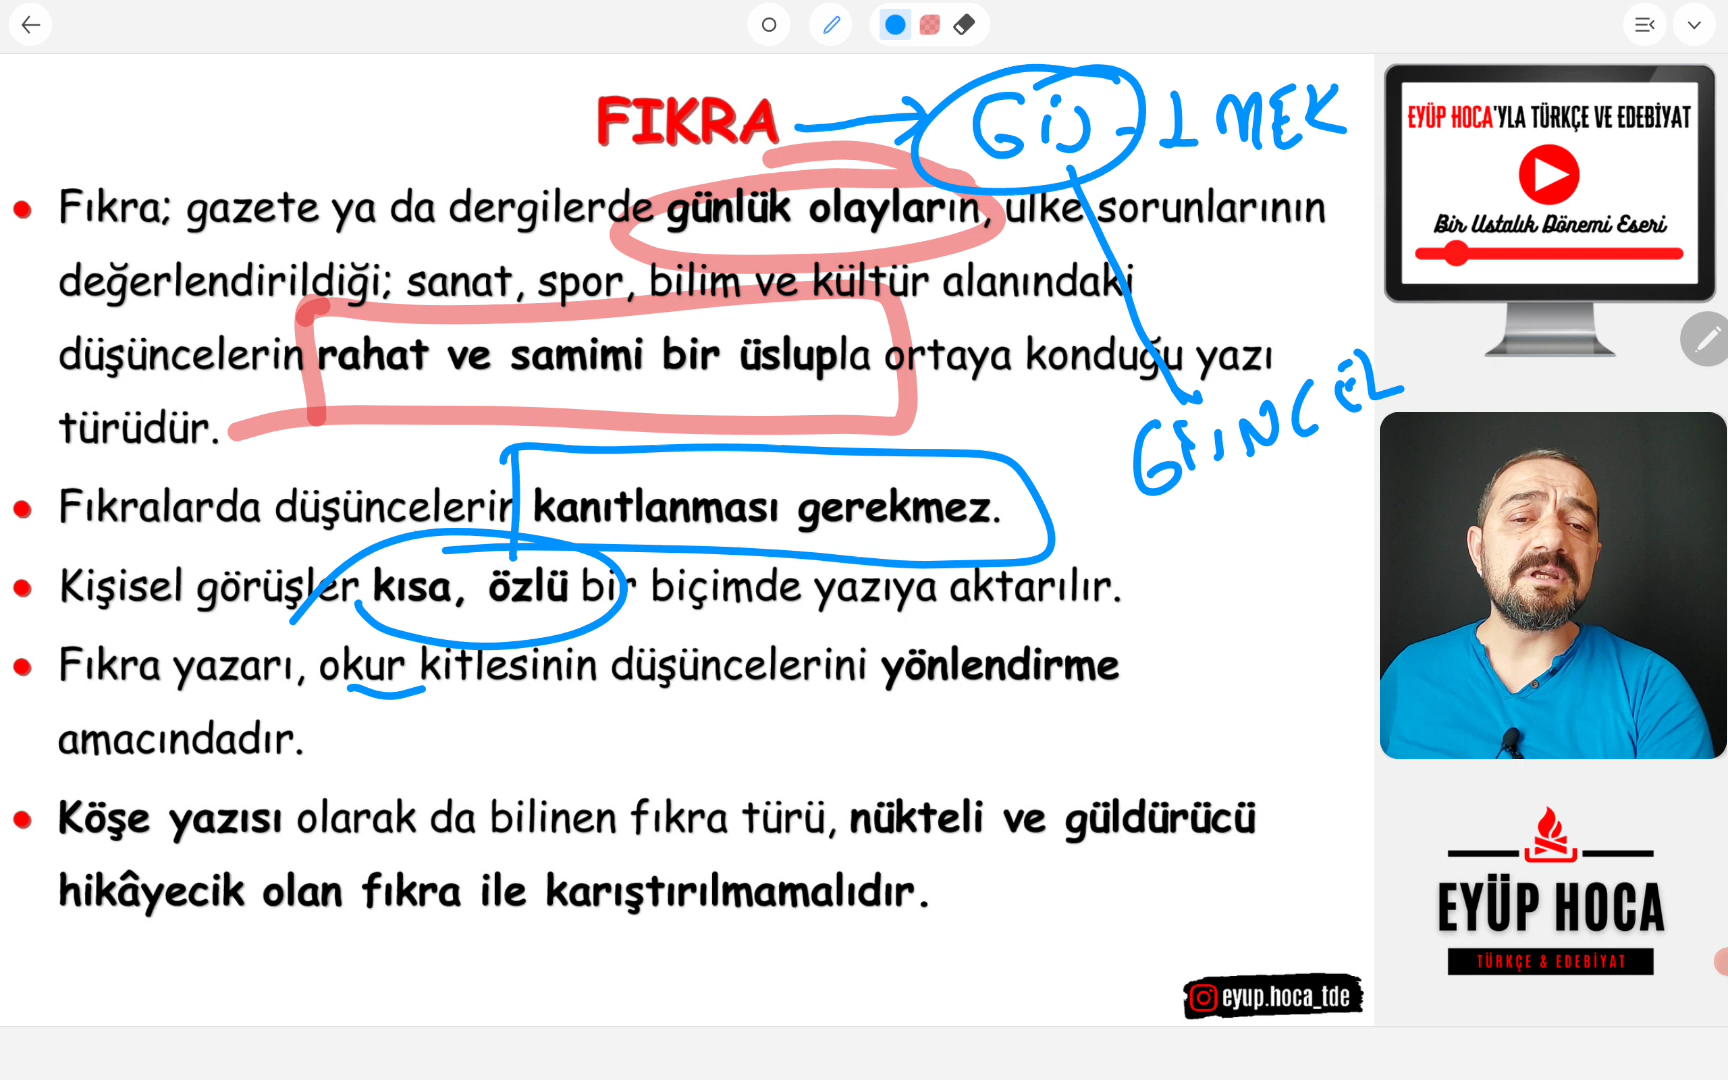 FIKRA
Fıkra; gazete ya da dergilerde günlük olayların, ülke sorunlarının
değerlendirildiği; sanat, spor, bilim ve kültür alanındaki
düşüncelerin rahat ve samimi bir üslupla ortaya konduğu yazı
türüdür.
Fıkralarda düşüncelerin kanıtlanması gerekmez.
Kişisel görüşler kısa, özlü bir biçimde yazıya aktarılır.
Fıkra yazarı, okur kitlesinin düşüncelerini yönlendirme
amacındadır.
Köşe yazısı olarak da bilinen fıkra türü, nükteli ve güldürücü
hikâyecik olan fıkra ile karıştırılmamalıdır.
eyup.hoca_tde
EYÜP HOCA'YLA TÜRKÇE VE EDEBİYAT
Bir Ustalık Dönemi Eseri
EYÜP HOCA
TÜRKÇE & EDEBİYAT